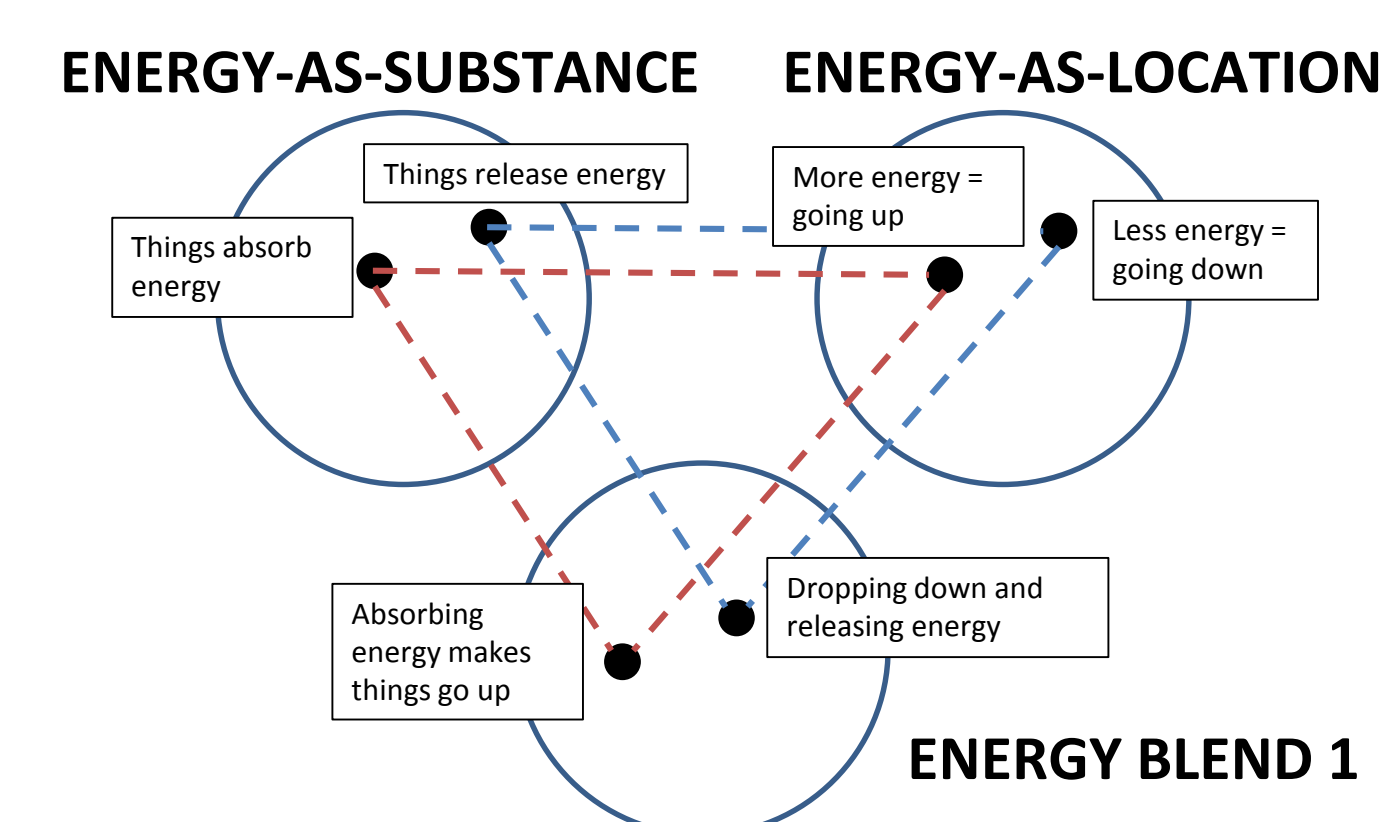 ENERGY-AS-SUBSTANCE
ENERGY-AS-LOCATION
Things release energy
Things absorb
energy
More energy =
going up
Less energy =
going down
Absorbing
energy makes
things go up
Dropping down and
releasing energy
ENERGY BLEND 1